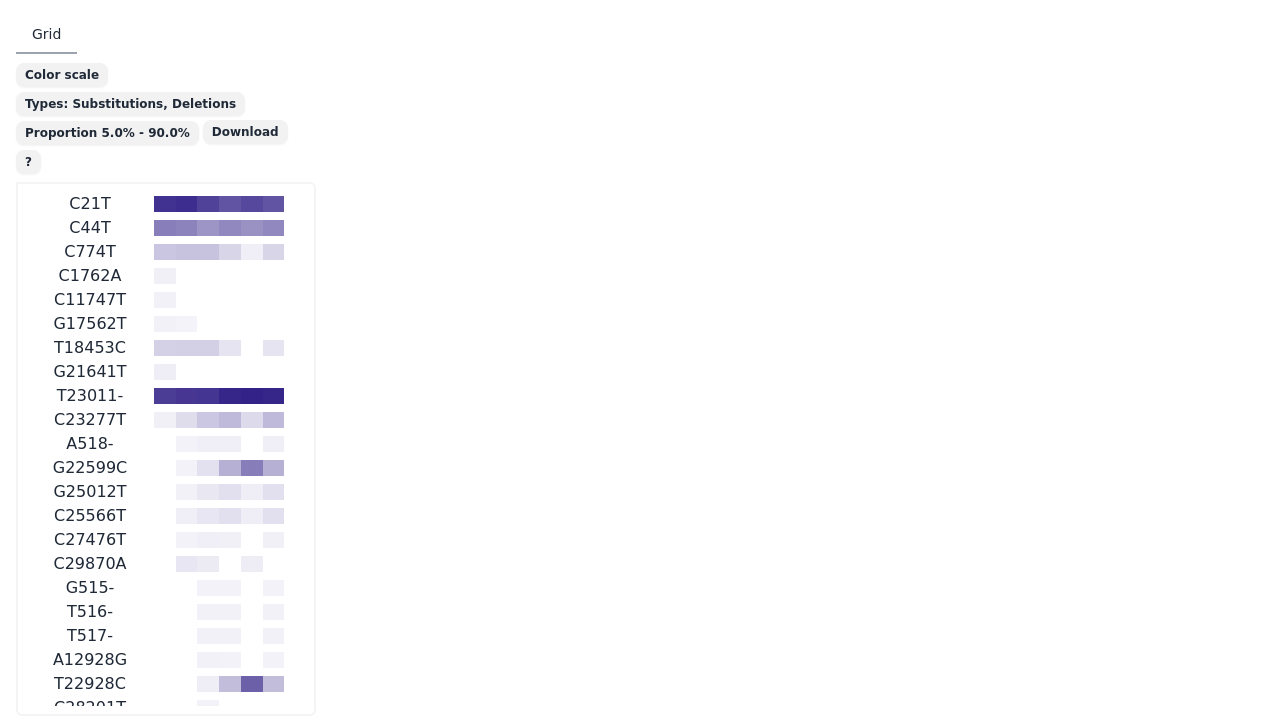 Grid
Color scale
Types: Substitutions, Deletions
Proportion 5.0% - 90.0% Download
?
C21T
C44T
C774T
C1762A
C11747T
G17562T
T18453C
G21641T
T23011-
C23277T
A518-
G22599C
G25012T
C25566T
C27476T
C29870A
G515-
T516-
T517-
A12928G
T22928C